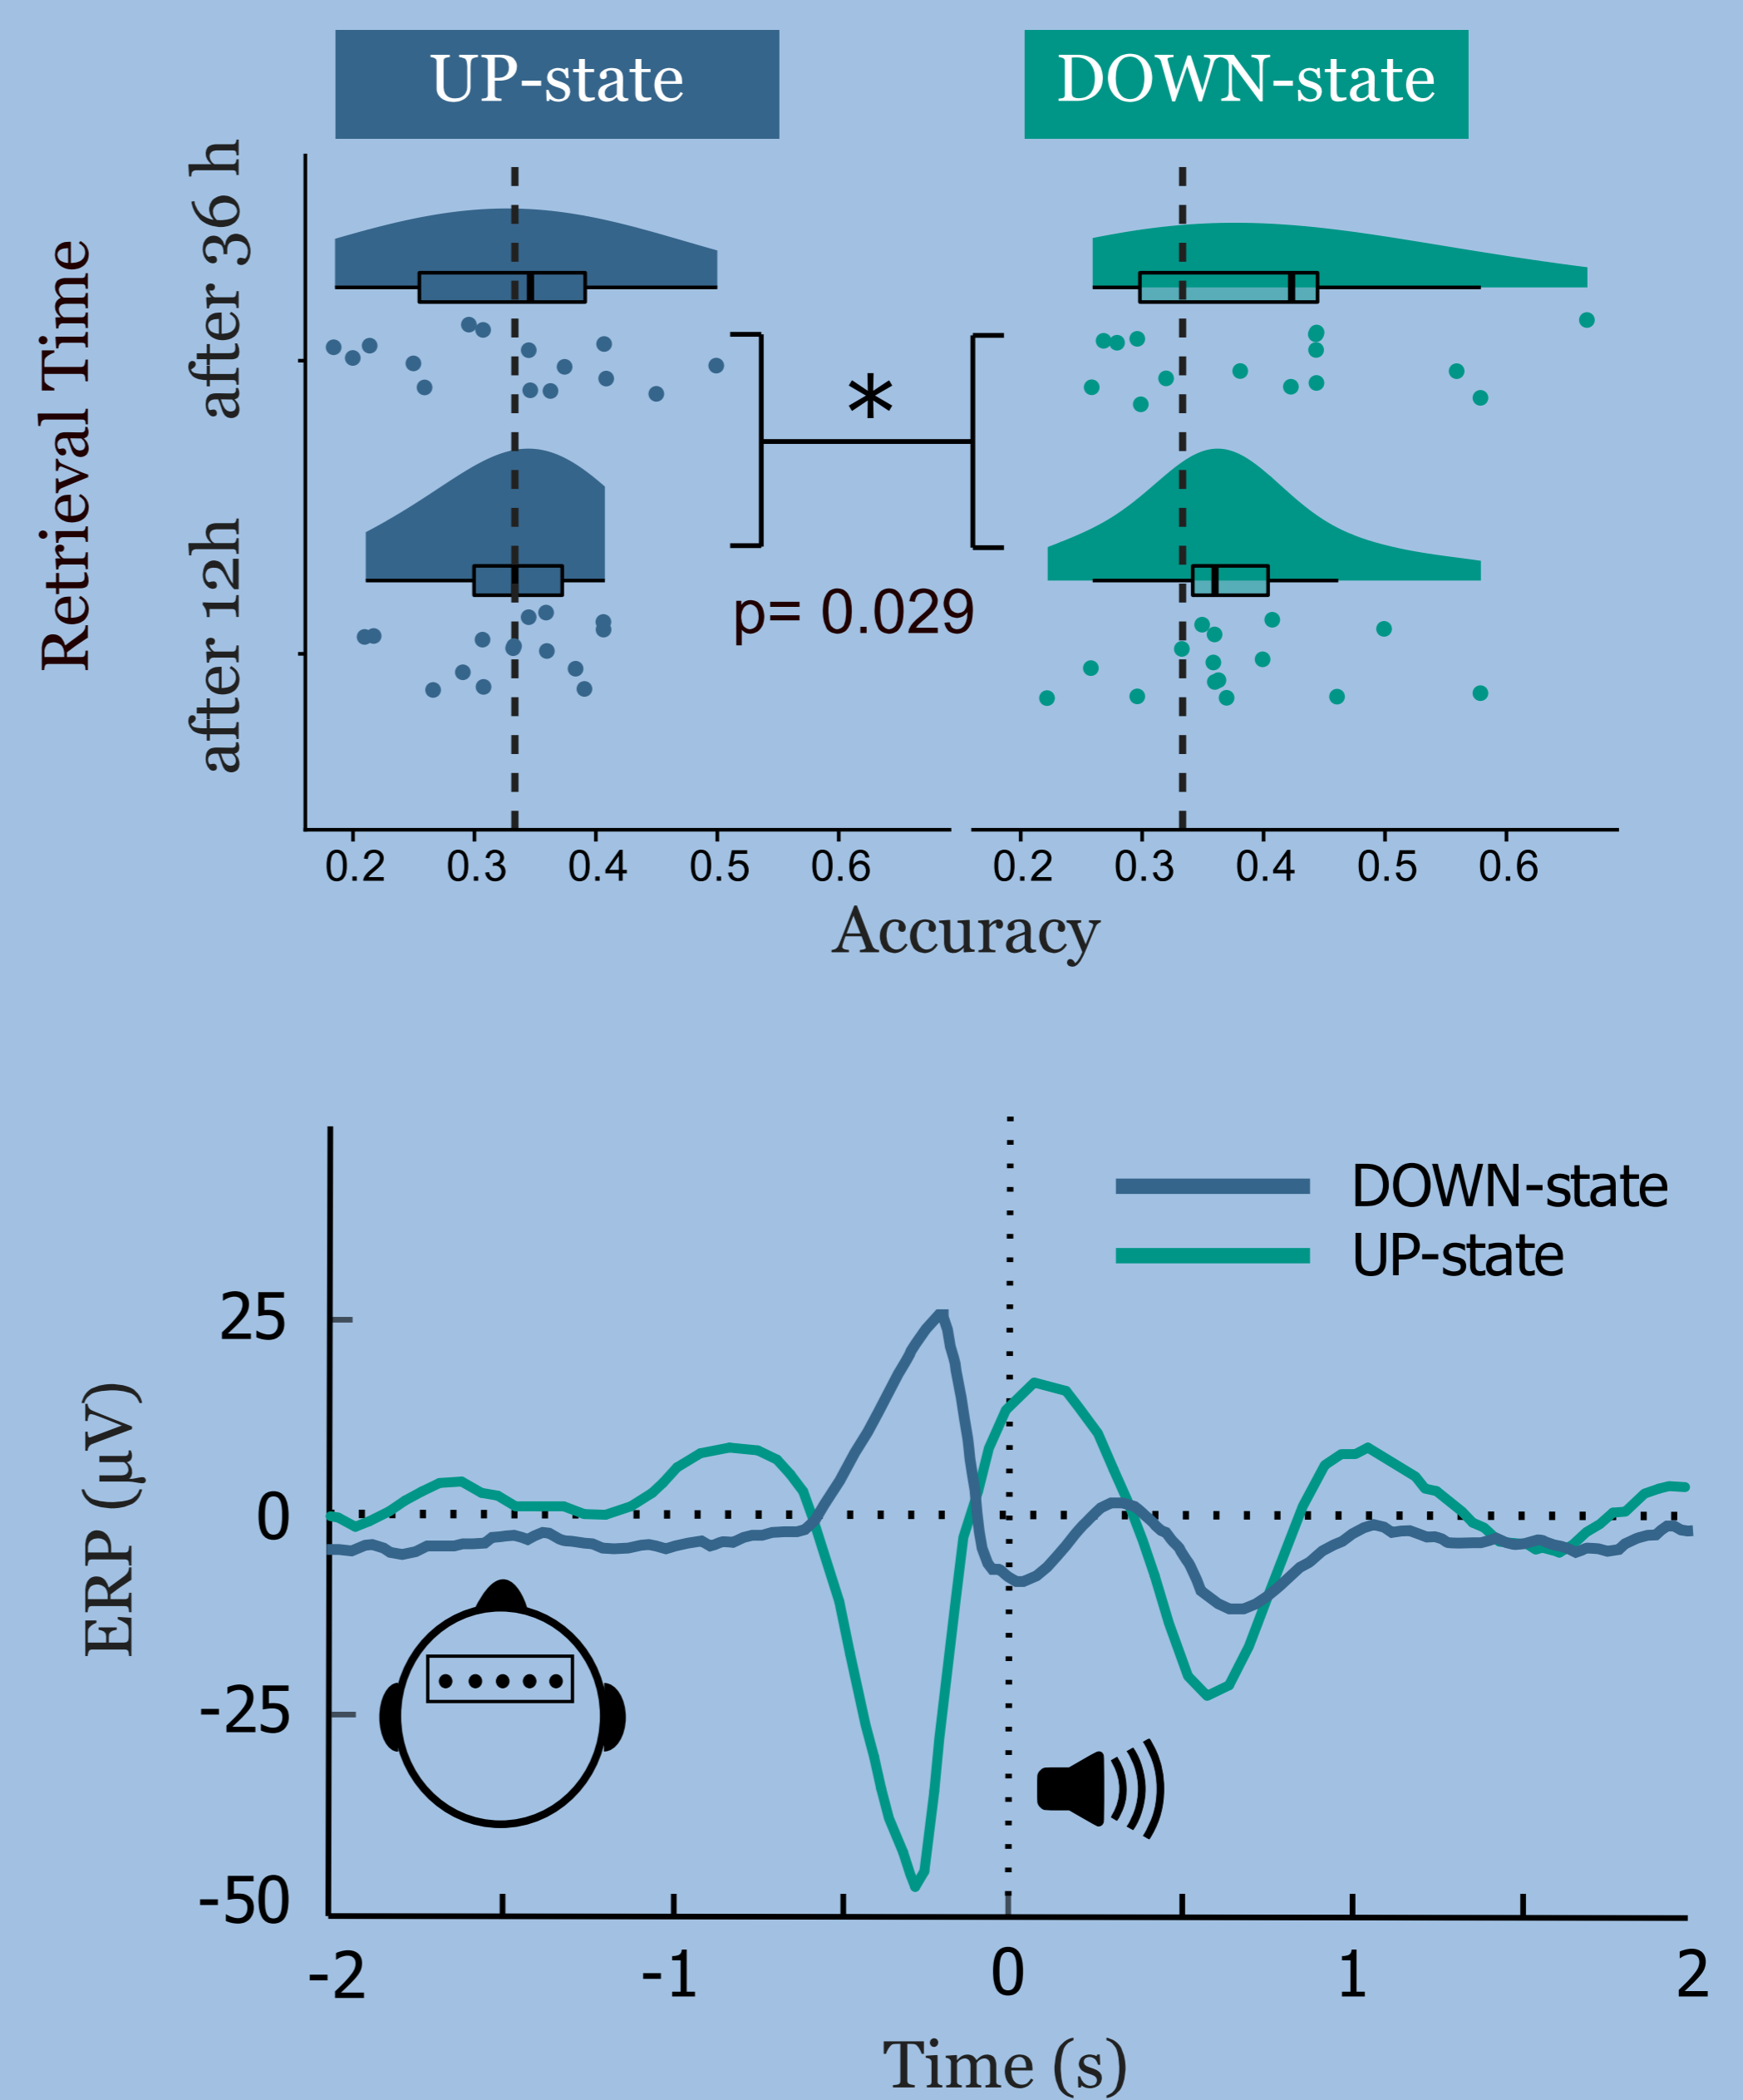 UP-state
DOWN-state
Retrieval Time
after 36 h
after 12h
*
p= 0.029
0.2 0.3 0.4 0.5 0.6
0.2 0.3 0.4 0.5 0.6
Accuracy
DOWN-state
UP-state
ERP (µV)
25
0
-25
-50
-2 -1 0 1 2
Time (s)